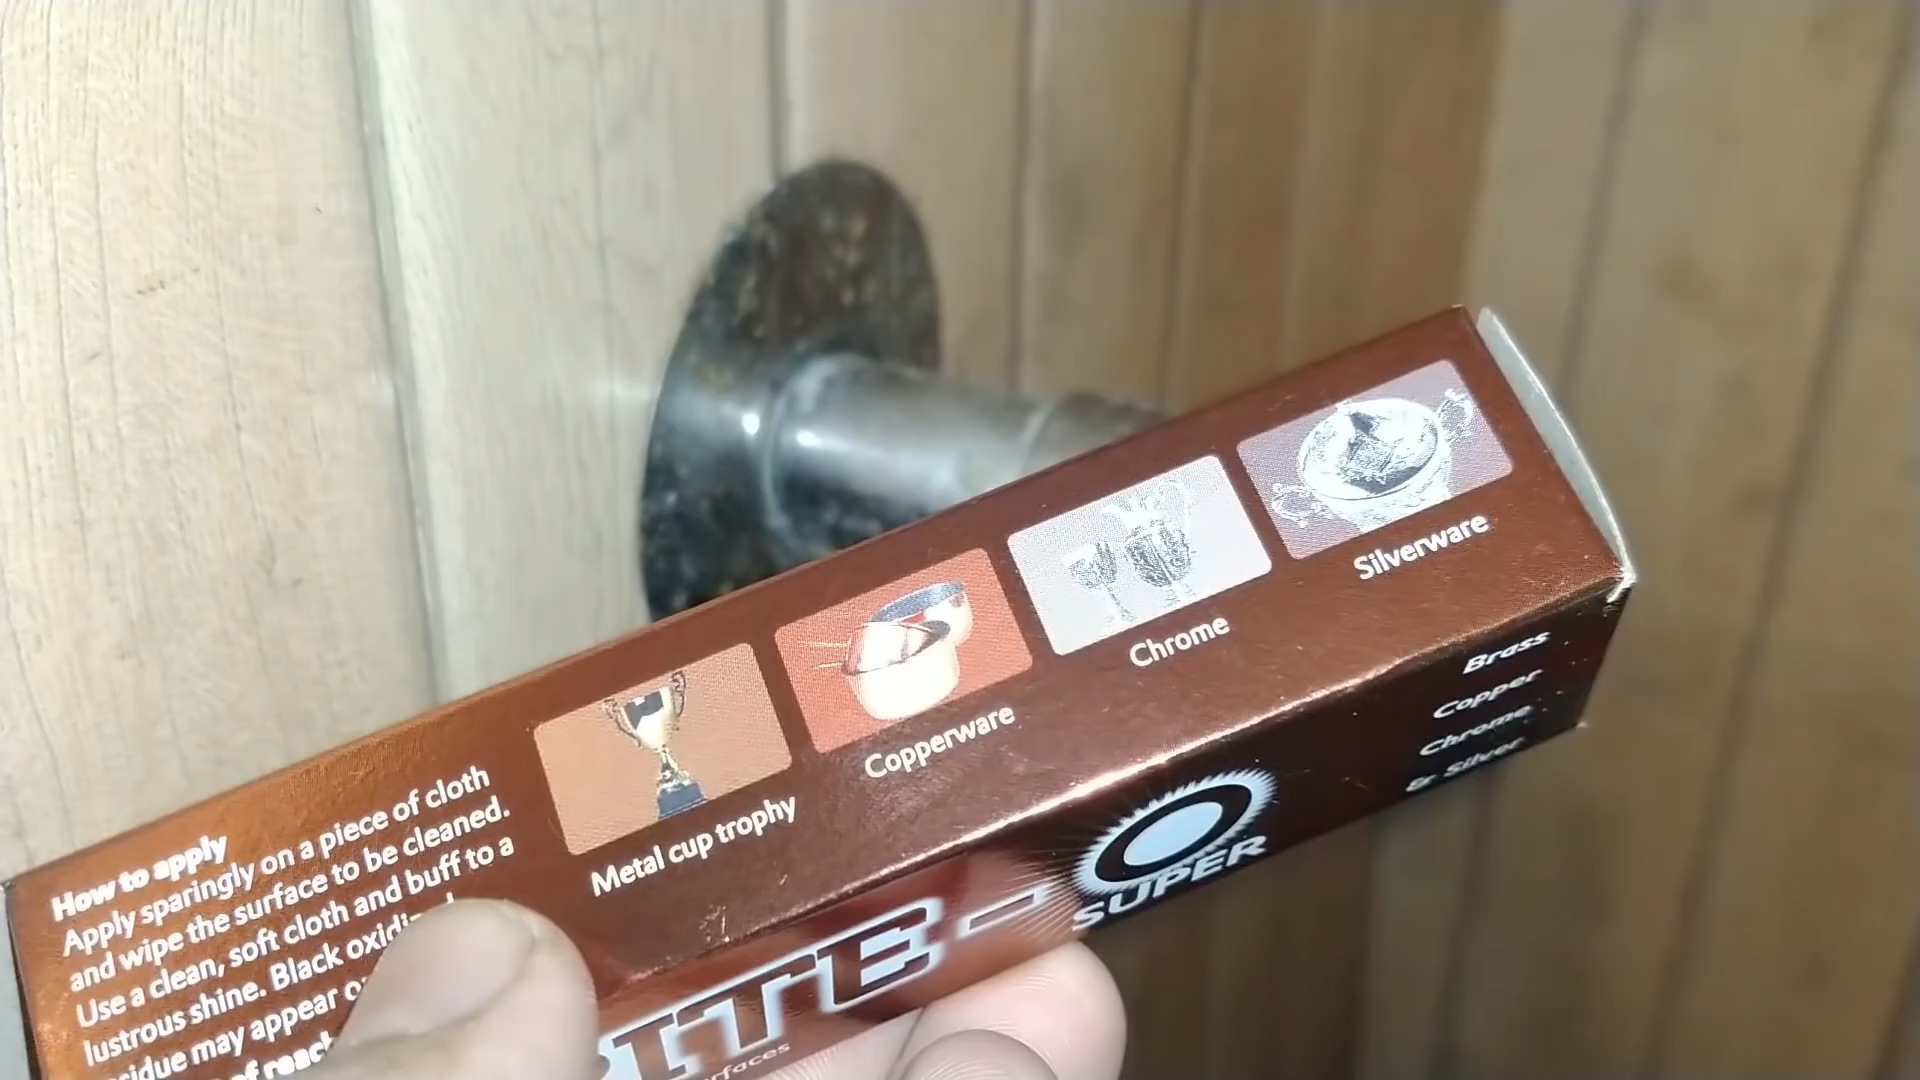 How to apply
Apply sparingly on a piece of cloth
and wipe the surface to be cleaned.
Use a clean, soft cloth and buff to a
lustrous shine. Black
may appear
of reach
Metal cup trophy
Copperware
Chrome
Silverware
Brass
Copper
Chrome
& Silver
SUPER